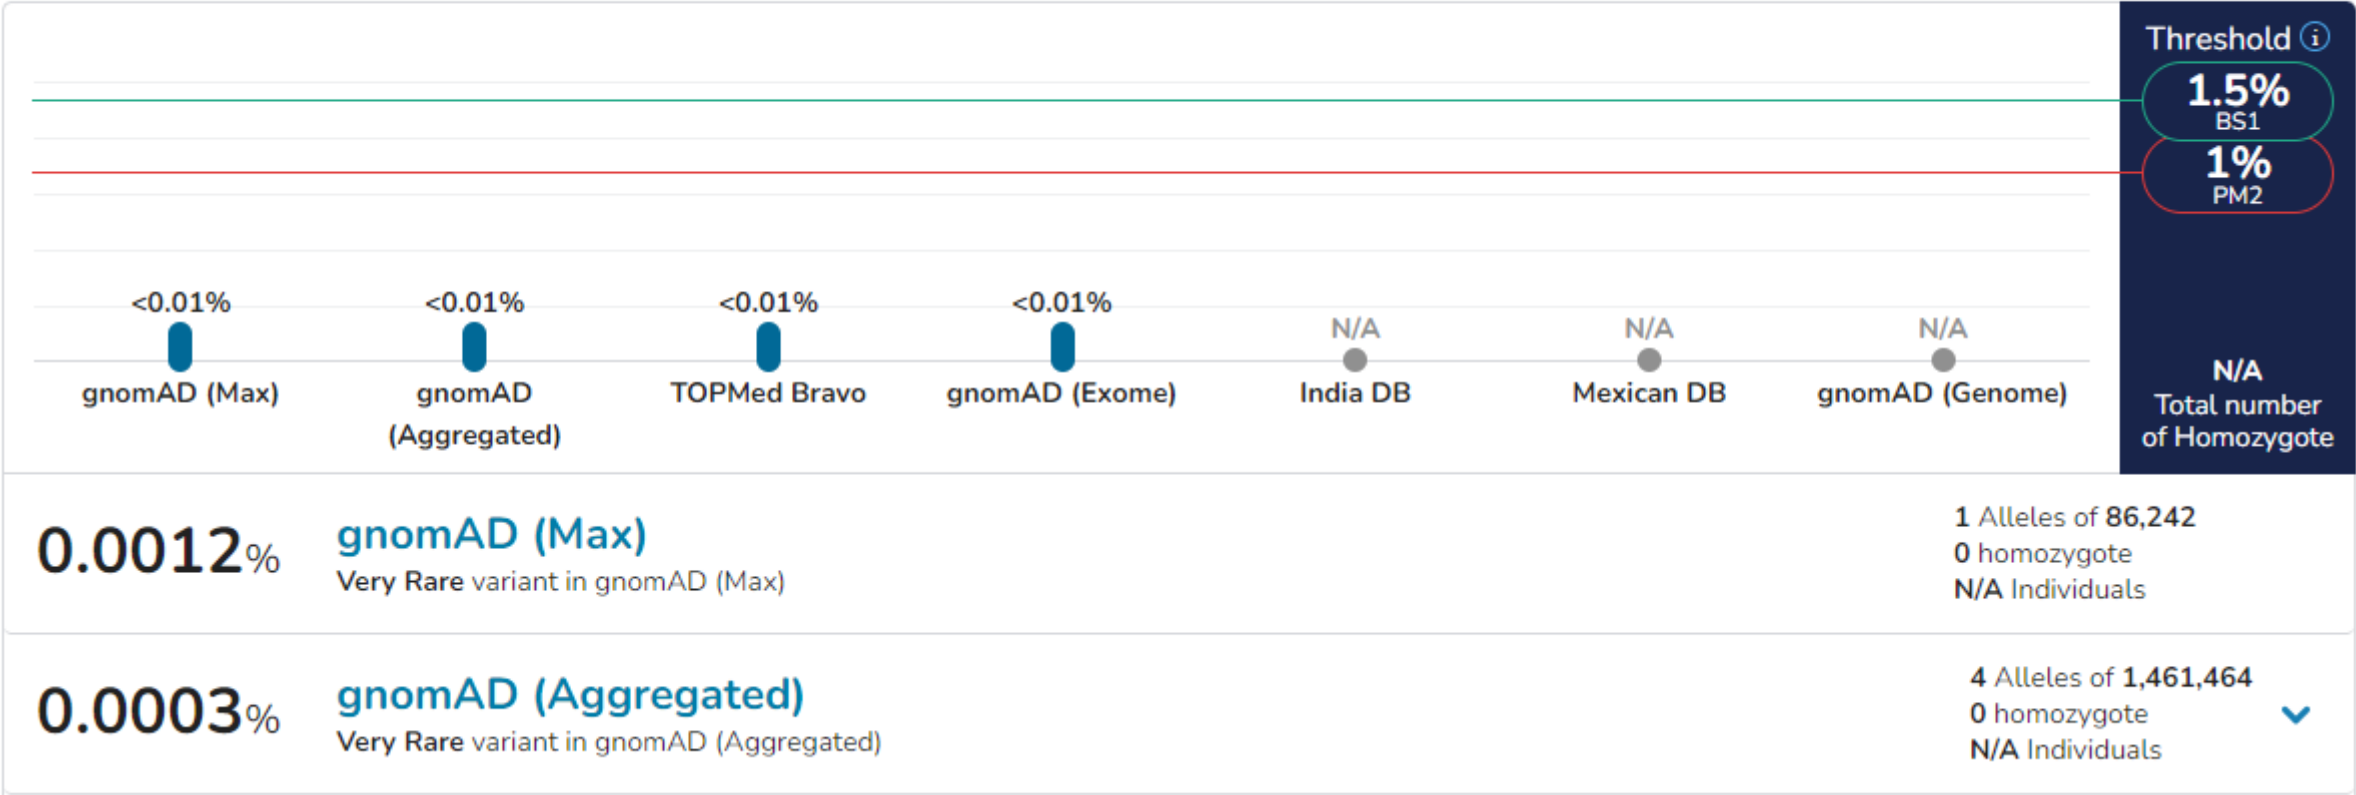 Threshold i
1.5%
BS1
1%
PM2
<0.01%
<0.01%
<0.01%
<0.01%
N/A
N/A
N/A
gnomAD (Max)
gnomAD
(Aggregated)
TOPMed Bravo
gnomAD (Exome)
India DB
Mexican DB
gnomAD (Genome)
N/A
Total number
of Homozygote
0.0012%
gnomAD (Max)
Very Rare variant in gnomAD (Max)
1 Alleles of 86,242
0 homozygote
N/A Individuals
0.0003%
gnomAD (Aggregated)
Very Rare variant in gnomAD (Aggregated)
4 Alleles of 1,461,464
0 homozygote
N/A Individuals